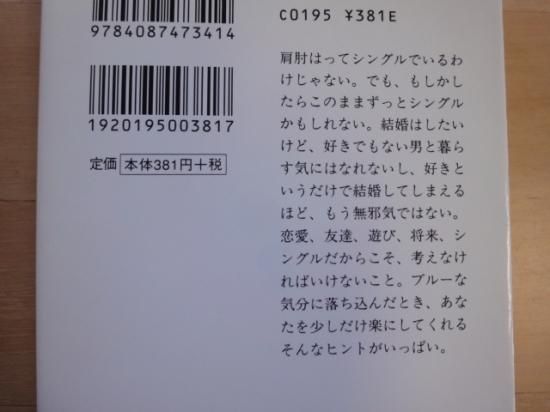 9784087473414
1920195003817
定価 本体381円+税
C0195 ¥381E
肩肘はってシングルでいるわ
けじゃない。でも、もしかし
たらこのままずっとシングル
かもしれない。結婚はしたい
けど、好きでもない男と暮ら
す気にはなれないし、好きと
いうだけで結婚してしまえる
ほど、もう無邪気ではない。
恋愛、友達、遊び、将来、シ
ングルだからこそ、考えなけ
ればいけないこと。ブルーな
気分に落ち込んだとき、あな
たを少しだけ楽にしてくれる
そんなヒントがいっぱい。